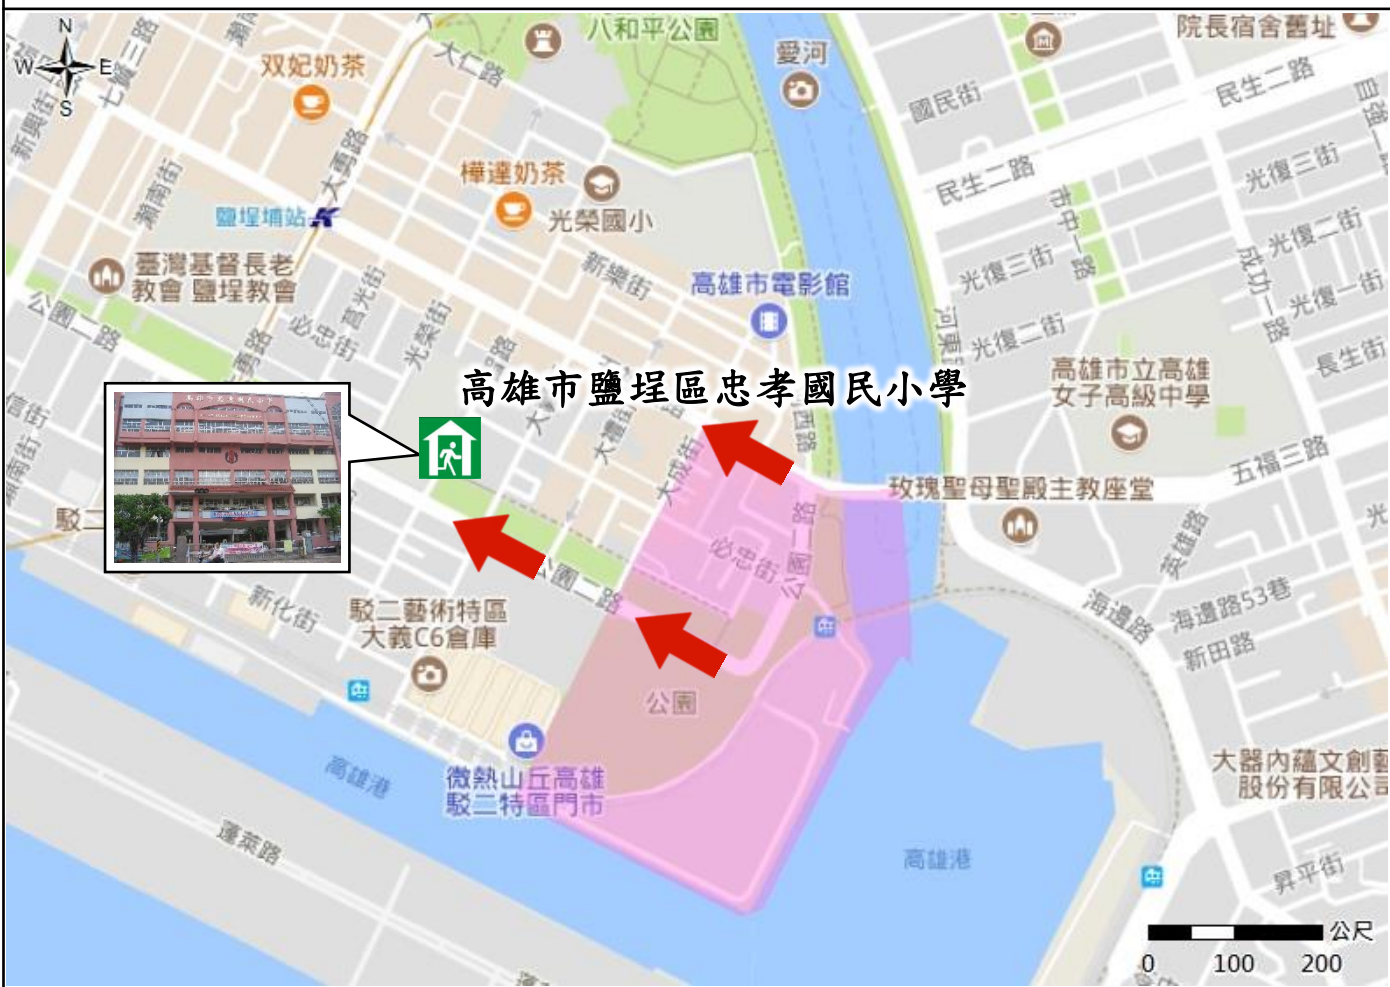 N
W
E
S
八和平公園
院長宿舍舊址
大仁路
愛河
七賢三路
双妃奶茶
國民街
民生二路
新興街
大勇路
民生二路
光復三街
瀨南街
樺達奶茶
光榮國小
市中一路
光復二街
鹽埕埔站
成功一路
臺灣基督長老
教會 鹽埕教會
新樂街
高雄市電影館
光復三街
光復一街
公園二路
必忠街
莒光街
光榮街
光復二街
長生街
高雄市立高雄
女子高級中學
高雄市鹽埕區忠孝國民小學
西路
大成街
五福三路
玫瑰聖母聖殿主教座堂
必忠街
公園二路
英雄路
公園二路
新化街
駁二藝術特區
大義C6倉庫
海邊路
海邊路53巷
新田路
公園
微熱山丘高雄
駁二特區門市
高雄港
大器內蘊文創藝
股份有限公司
蓬萊路
高雄港
昇平街
公尺
0
100
200